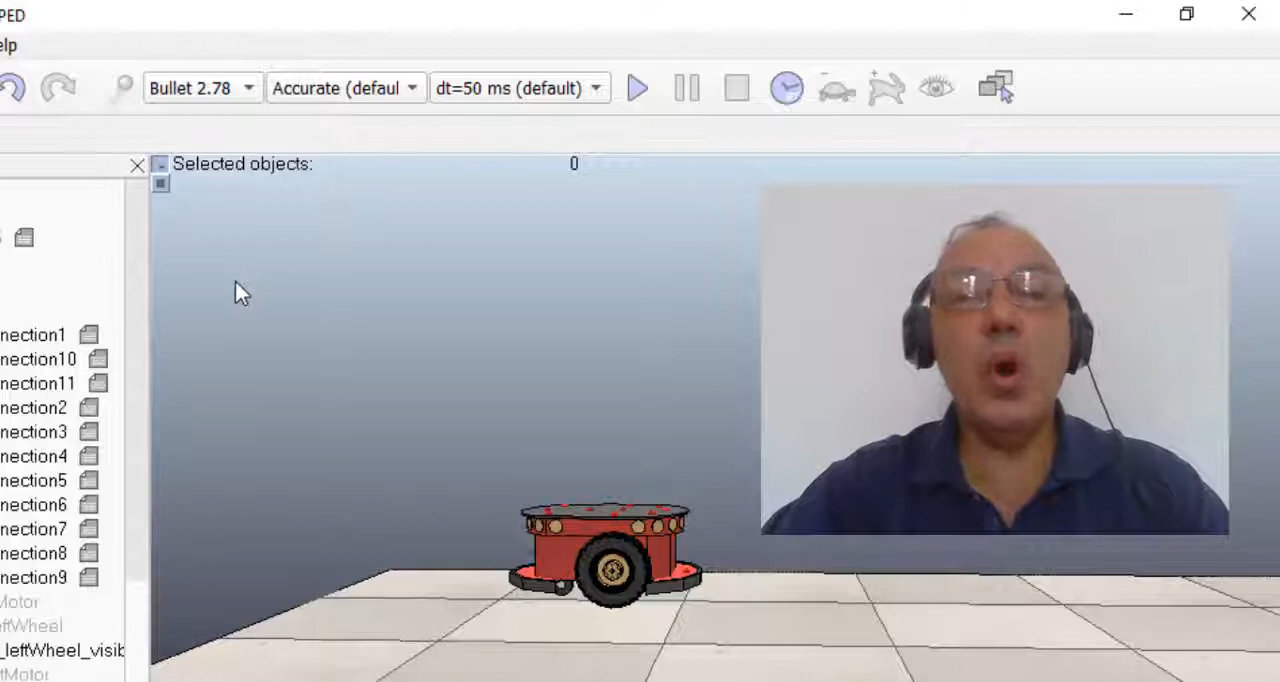 PED
elp
Bullet 2.78 Accurate (defaul dt=50 ms (default)
Selected objects: 0
nection1
nection10
nection11
nection2
nection3
nection4
nection5
nection6
nection7
nection8
nection9
Motor
eftWheel
_leftWheel_visib
tMotor